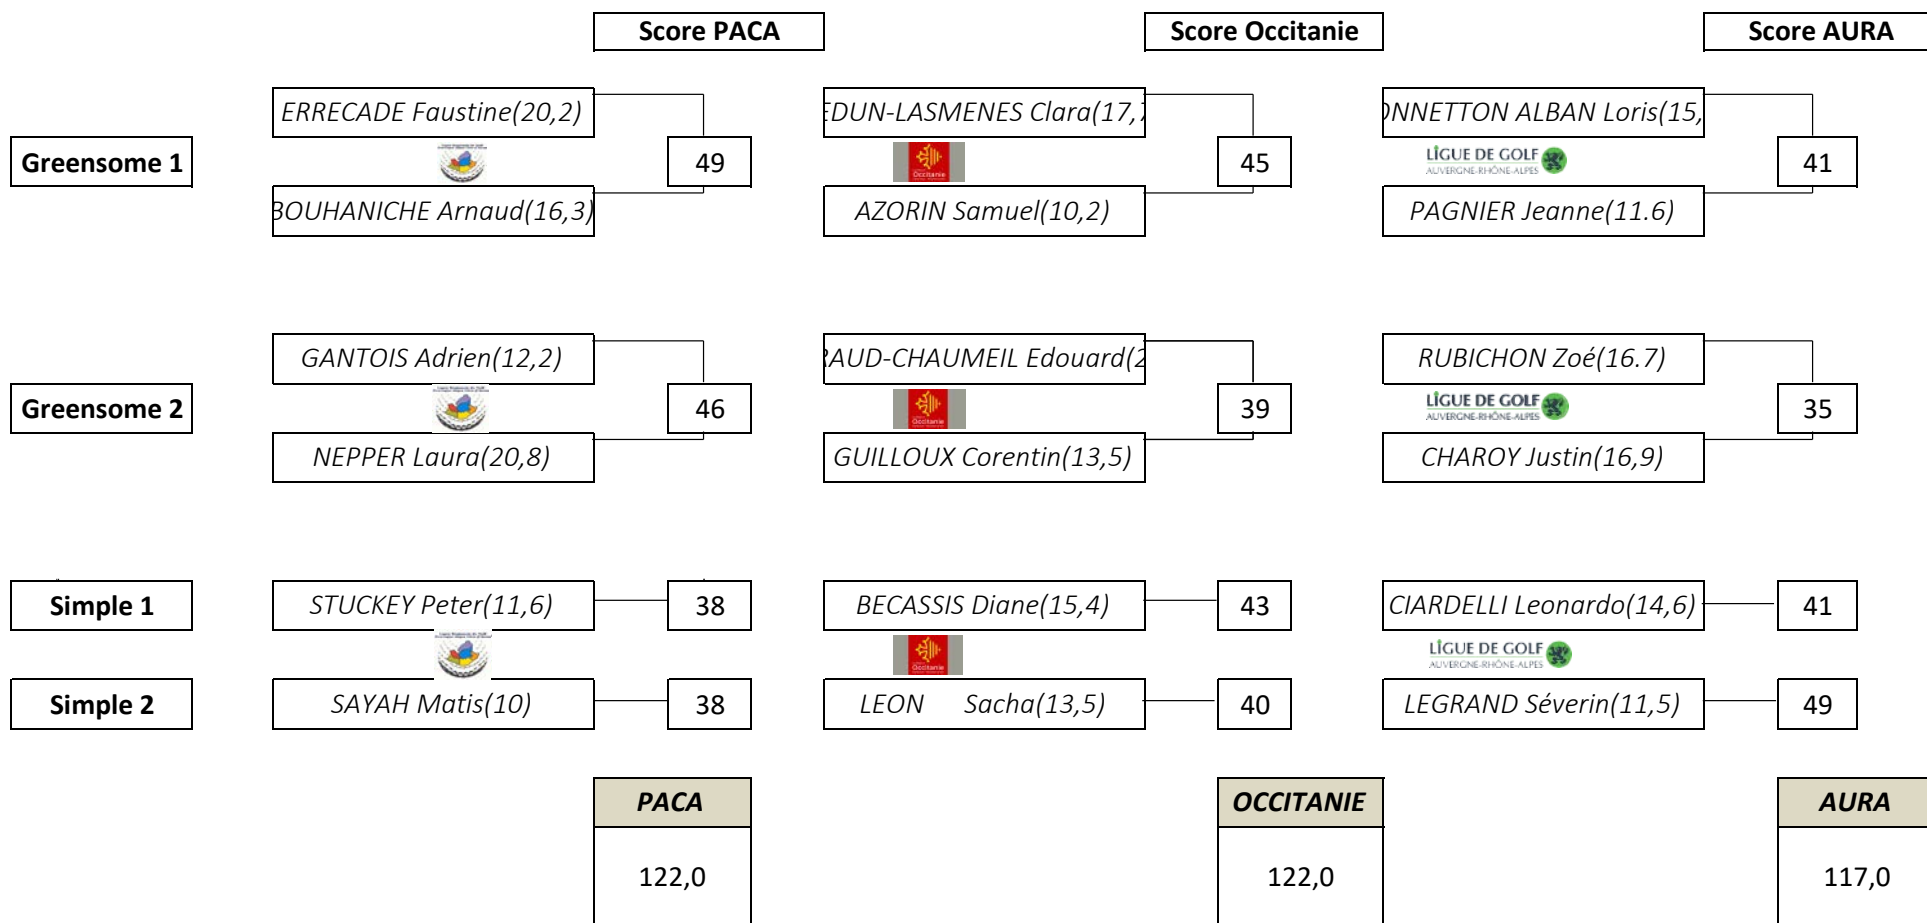 Score PACA Score Occitanie Score AURA
ERRECADE Faustine(20,2) EDUN-LASMENES Clara(17,7 ONNETTON ALBAN Loris(15,
Greensome 1 49 Occitanie 45 LIGUE DE GOLF AUVERGNE-RHÔNE-ALPES 41
BOUHANICHE Arnaud(16,3) AZORIN Samuel(10,2) PAGNIER Jeanne(11.6)
GANTOIS Adrien(12,2) RAUD-CHAUMEIL Edouard(2 RUBICHON Zoé(16.7)
Greensome 2 46 Occitanie 39 LIGUE DE GOLF AUVERGNE-RHÔNE-ALPES 35
NEPPER Laura(20,8) GUILLOUX Corentin(13,5) CHAROY Justin(16,9)
Simple 1 STUCKEY Peter(11,6) 38 BECASSIS Diane(15,4) 43 CIARDELLI Leonardo(14,6) 41
Occitanie LIGUE DE GOLF AUVERGNE-RHÔNE-ALPES
Simple 2 SAYAH Matis(10) 38 LEON Sacha(13,5) 40 LEGRAND Séverin(11,5) 49
PACA OCCITANIE AURA
122,0 122,0 117,0